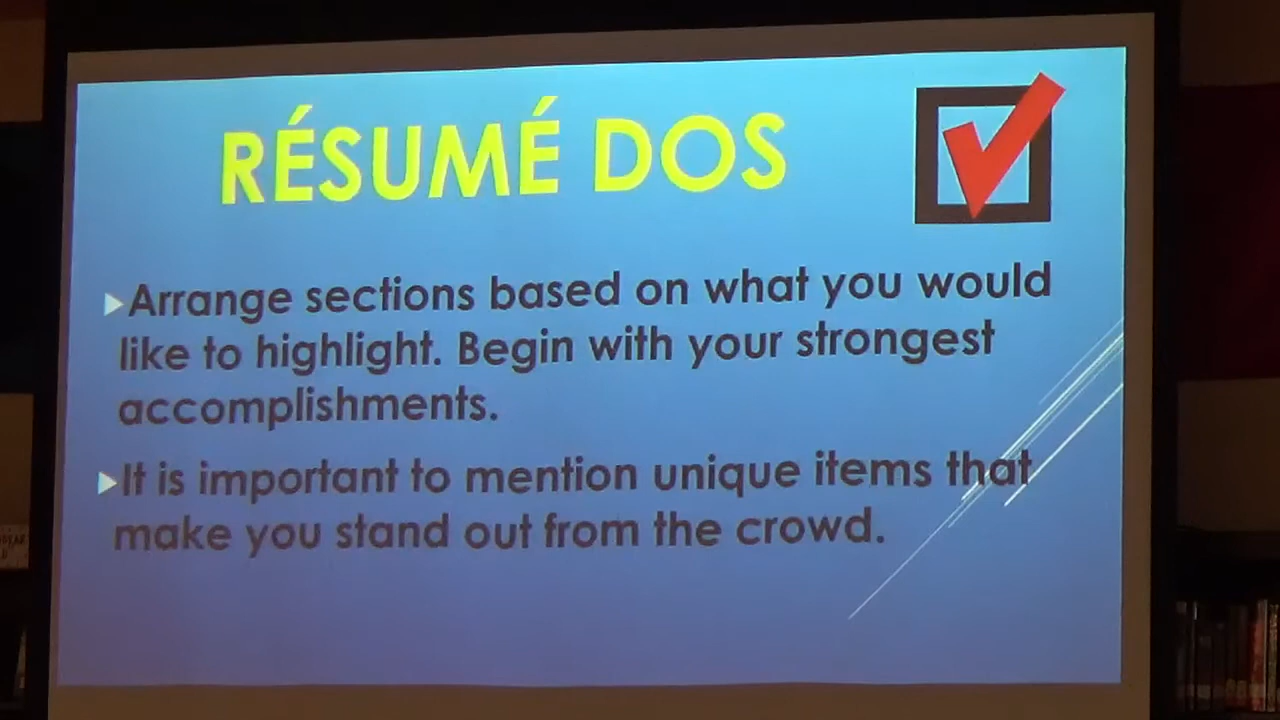 RÉSUMÉ DOS
Arrange sections based on what you would
like to highlight. Begin with your strongest
accomplishments.
It is important to mention unique items that
make you stand out from the crowd.